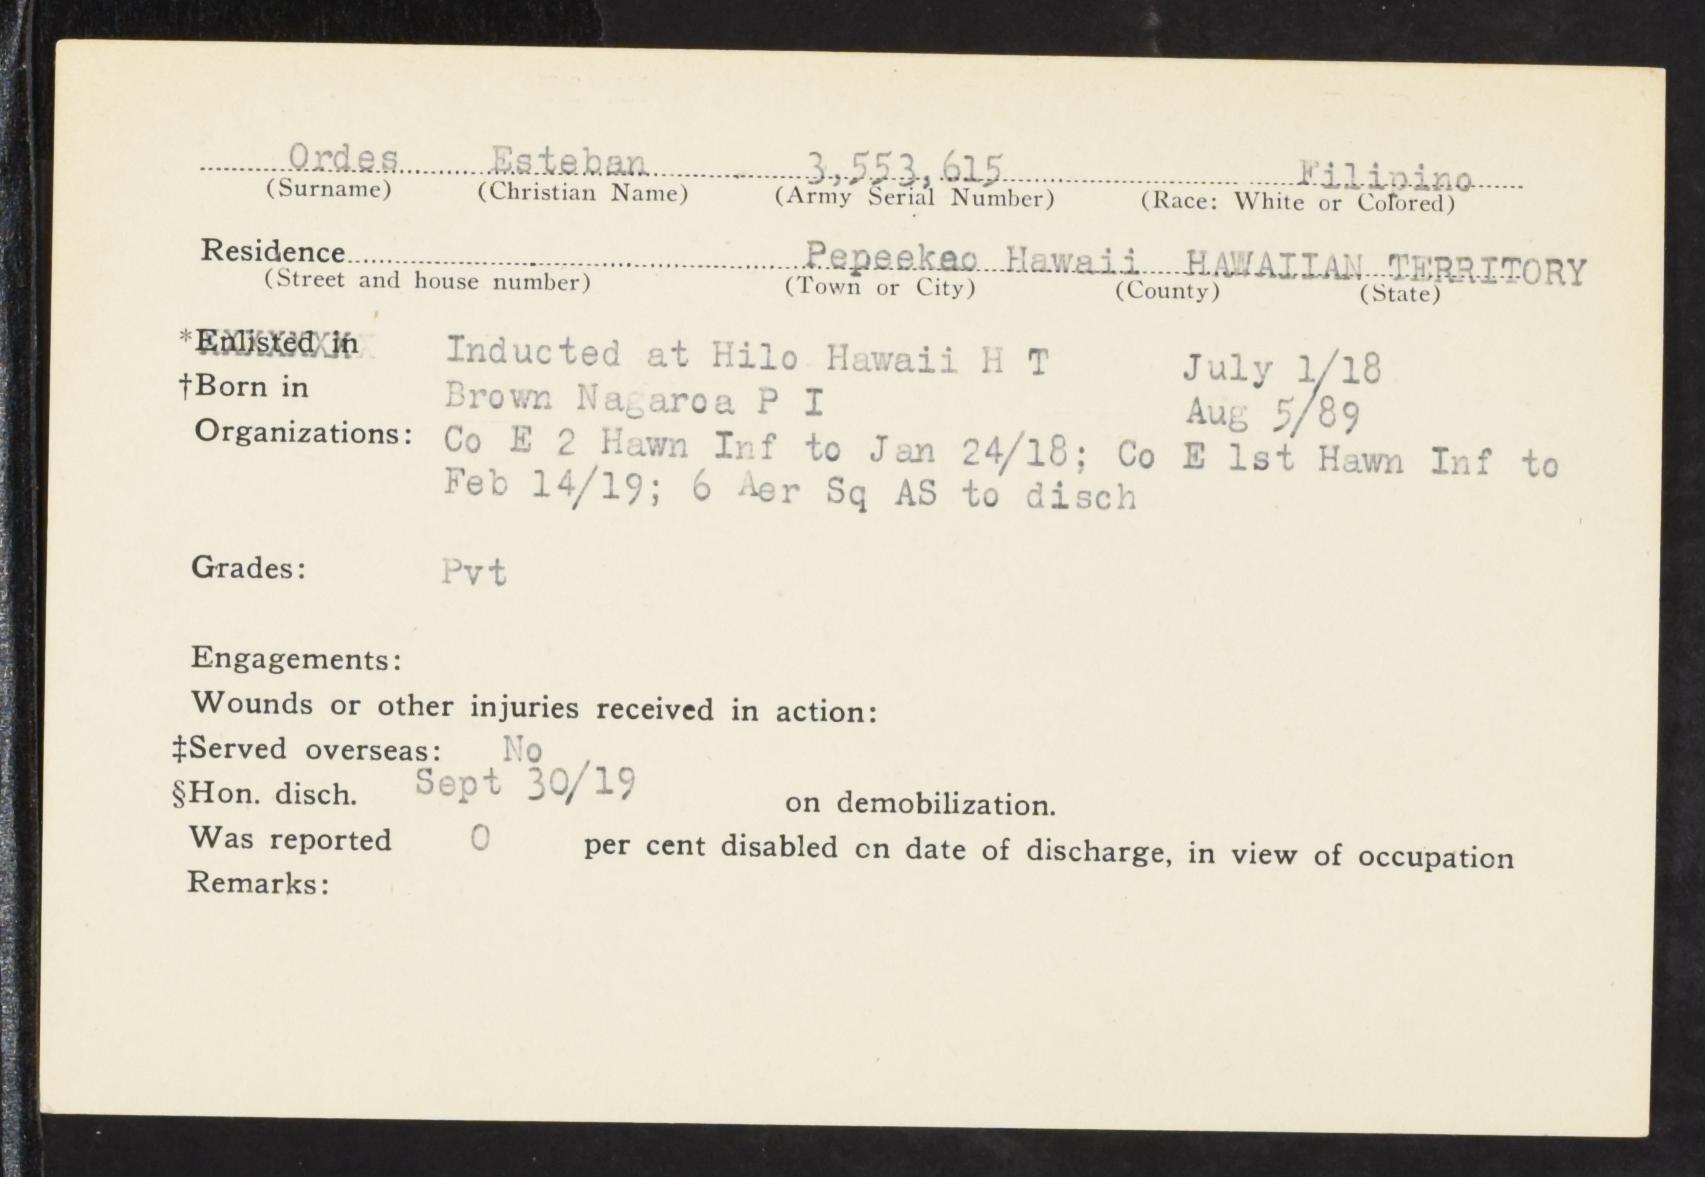 Ordes Esteban 3,553,615 Filipino
(Surname) (Christian Name) (Army Serial Number) (Race: White or Colored)
Residence Pepeekeo Hawaii HAWAIIAN TERRITORY
(Street and house number) (Town or City) (County) (State)
*Enlisted in Inducted at Hilo Hawaii H T July 1/18
†Born in Brown Nagaroa P I Aug 5/89
Organizations: Co E 2 Hawn Inf to Jan 24/18; Co E 1st Hawn Inf to
Feb 14/19; 6 Aer Sq AS to disch
Grades: Pvt
Engagements:
Wounds or other injuries received in action:
‡Served overseas: No
§Hon. disch. Sept 30/19 on demobilization.
Was reported 0 per cent disabled on date of discharge, in view of occupation
Remarks: